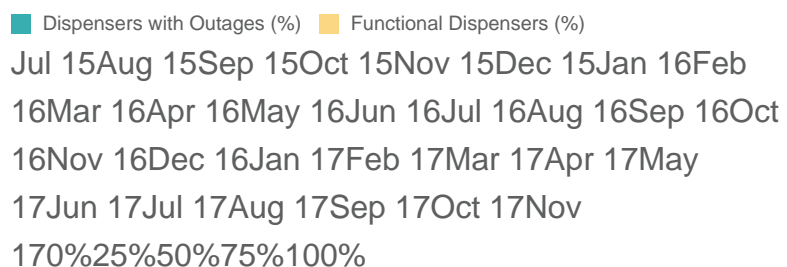 Dispensers with Outages (%) Functional Dispensers (%)
Jul 15Aug 15Sep 15Oct 15Nov 15Dec 15Jan 16Feb
16Mar 16Apr 16May 16Jun 16Jul 16Aug 16Sep 16Oct
16Nov 16Dec 16Jan 17Feb 17Mar 17Apr 17May
17Jun 17Jul 17Aug 17Sep 17Oct 17Nov
170%25%50%75%100%